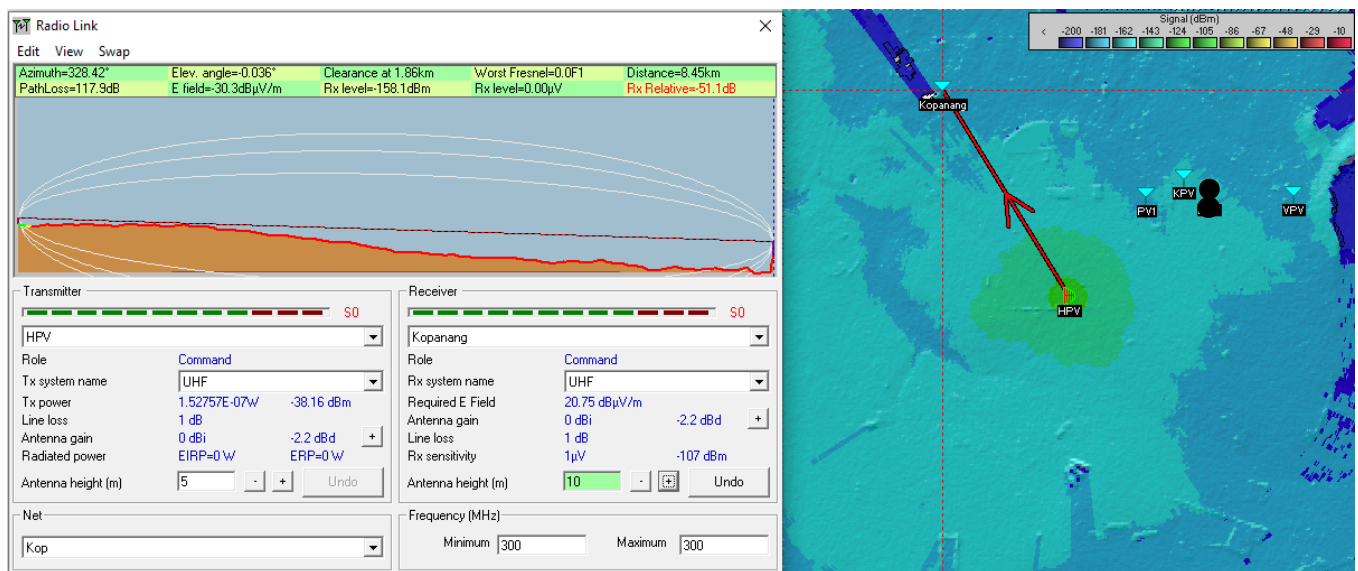 Radio Link
Edit View Swap
Azimuth=328.42° Elev. angle=-0.036° Clearance at 1.86km Worst Fresnel=0.0F1 Distance=8.45km
PathLoss=117.9dB E field=-30.3dBµV/m Rx level=-158.1dBm Rx level=0.00µV Rx Relative=-51.1dB
Transmitter
S0
HPV
Role Command
Tx system name UHF
Tx power 1.52757E-07W -38.16 dBm
Line loss 1 dB
Antenna gain 0 dBi -2.2 dBd +
Radiated power EIRP=0 W ERP=0 W
Antenna height (m) 5 - + Undo
Net
Kop
Receiver
S0
Kopanang
Role Command
Rx system name UHF
Required E Field 20.75 dBµV/m
Antenna gain 0 dBi -2.2 dBd +
Line loss 1 dB
Rx sensitivity 1µV -107 dBm
Antenna height (m) 10 - + Undo
Frequency (MHz)
Minimum 300 Maximum 300
Signal (dBm)
< -200 -181 -162 -143 -124 -105 -86 -67 -48 -29 -10
Kopanang
KPV
PV1
VPV
HPV